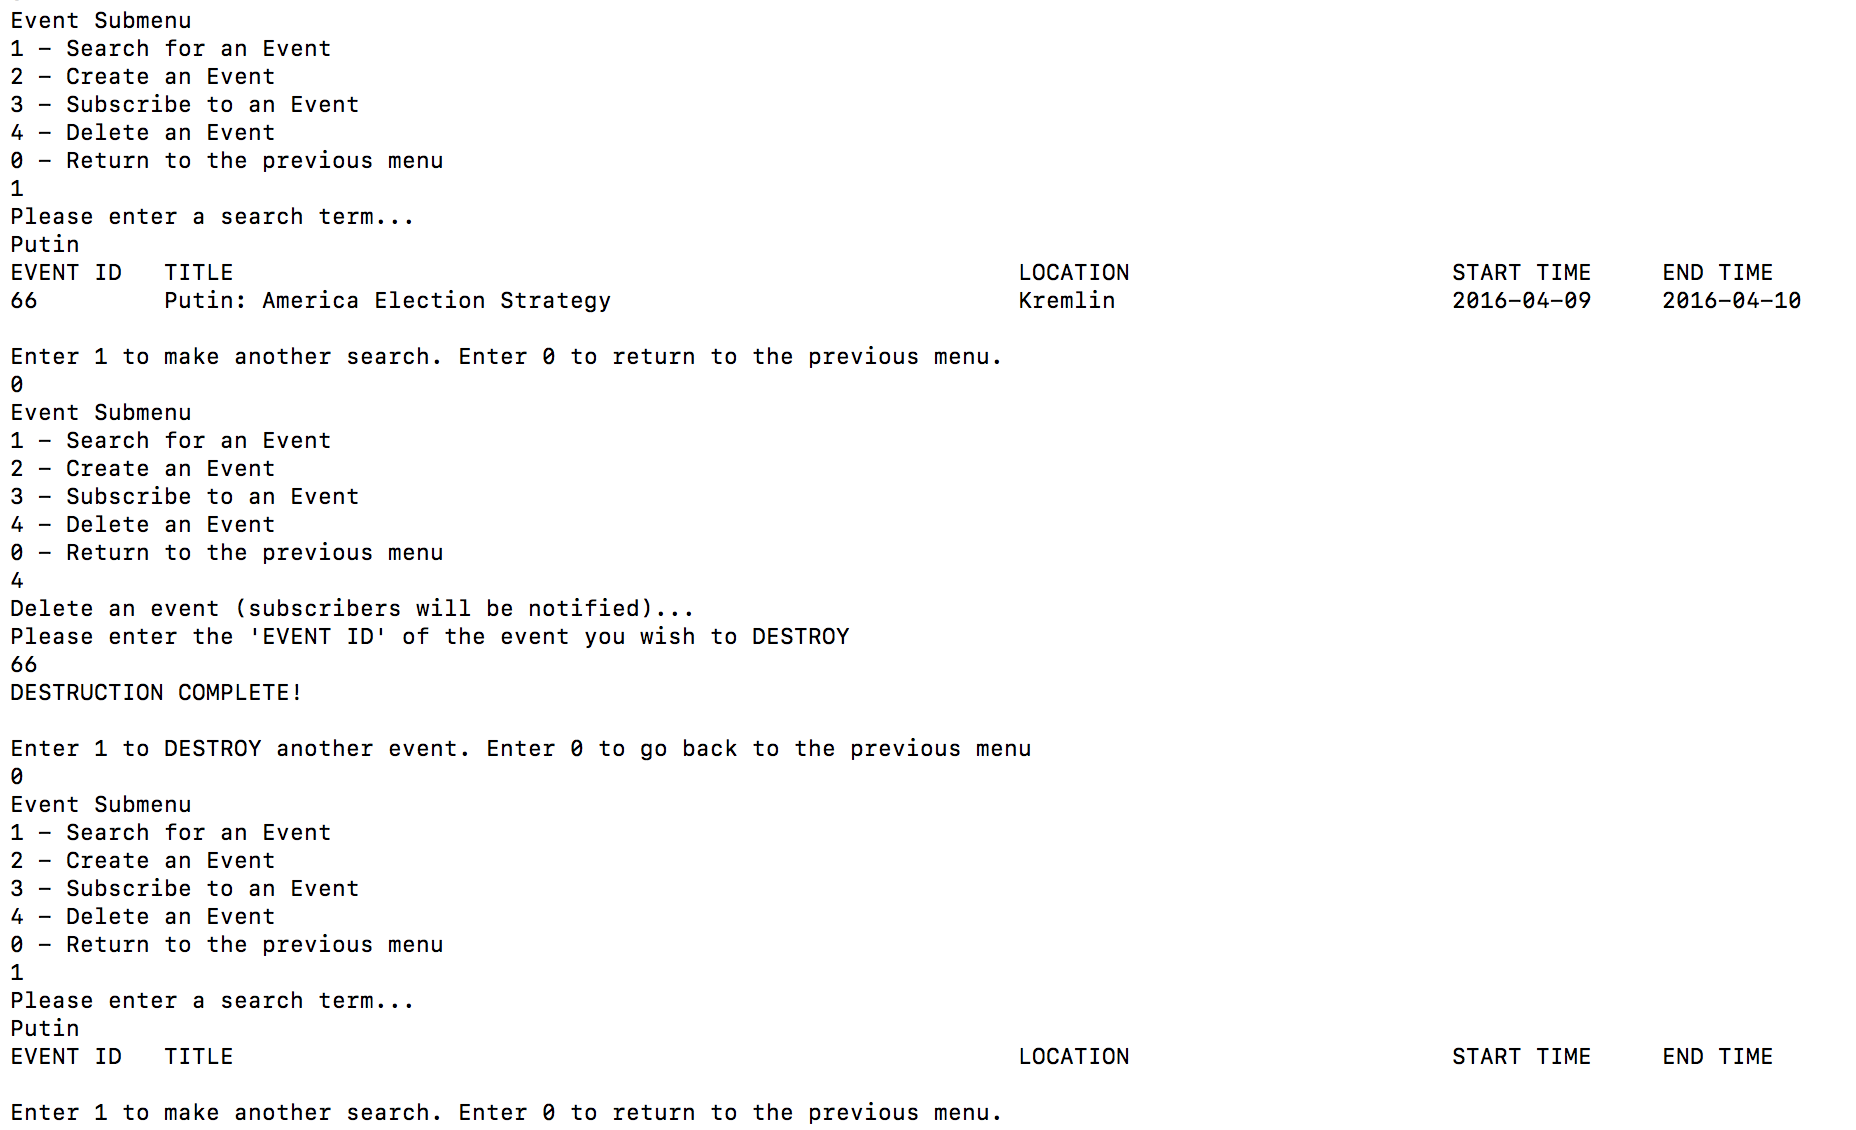 Event Submenu
1 – Search for an Event
2 – Create an Event
3 – Subscribe to an Event
4 – Delete an Event
0 – Return to the previous menu
1
Please enter a search term...
Putin
EVENT ID   TITLE   LOCATION   START TIME   END TIME
66   Putin: America Election Strategy   Kremlin   2016–04–09   2016–04–10
Enter 1 to make another search. Enter 0 to return to the previous menu.
0
Event Submenu
1 – Search for an Event
2 – Create an Event
3 – Subscribe to an Event
4 – Delete an Event
0 – Return to the previous menu
4
Delete an event (subscribers will be notified)...
Please enter the 'EVENT ID' of the event you wish to DESTROY
66
DESTRUCTION COMPLETE!
Enter 1 to DESTROY another event. Enter 0 to go back to the previous menu
0
Event Submenu
1 – Search for an Event
2 – Create an Event
3 – Subscribe to an Event
4 – Delete an Event
0 – Return to the previous menu
1
Please enter a search term...
Putin
EVENT ID   TITLE   LOCATION   START TIME   END TIME
Enter 1 to make another search. Enter 0 to return to the previous menu.